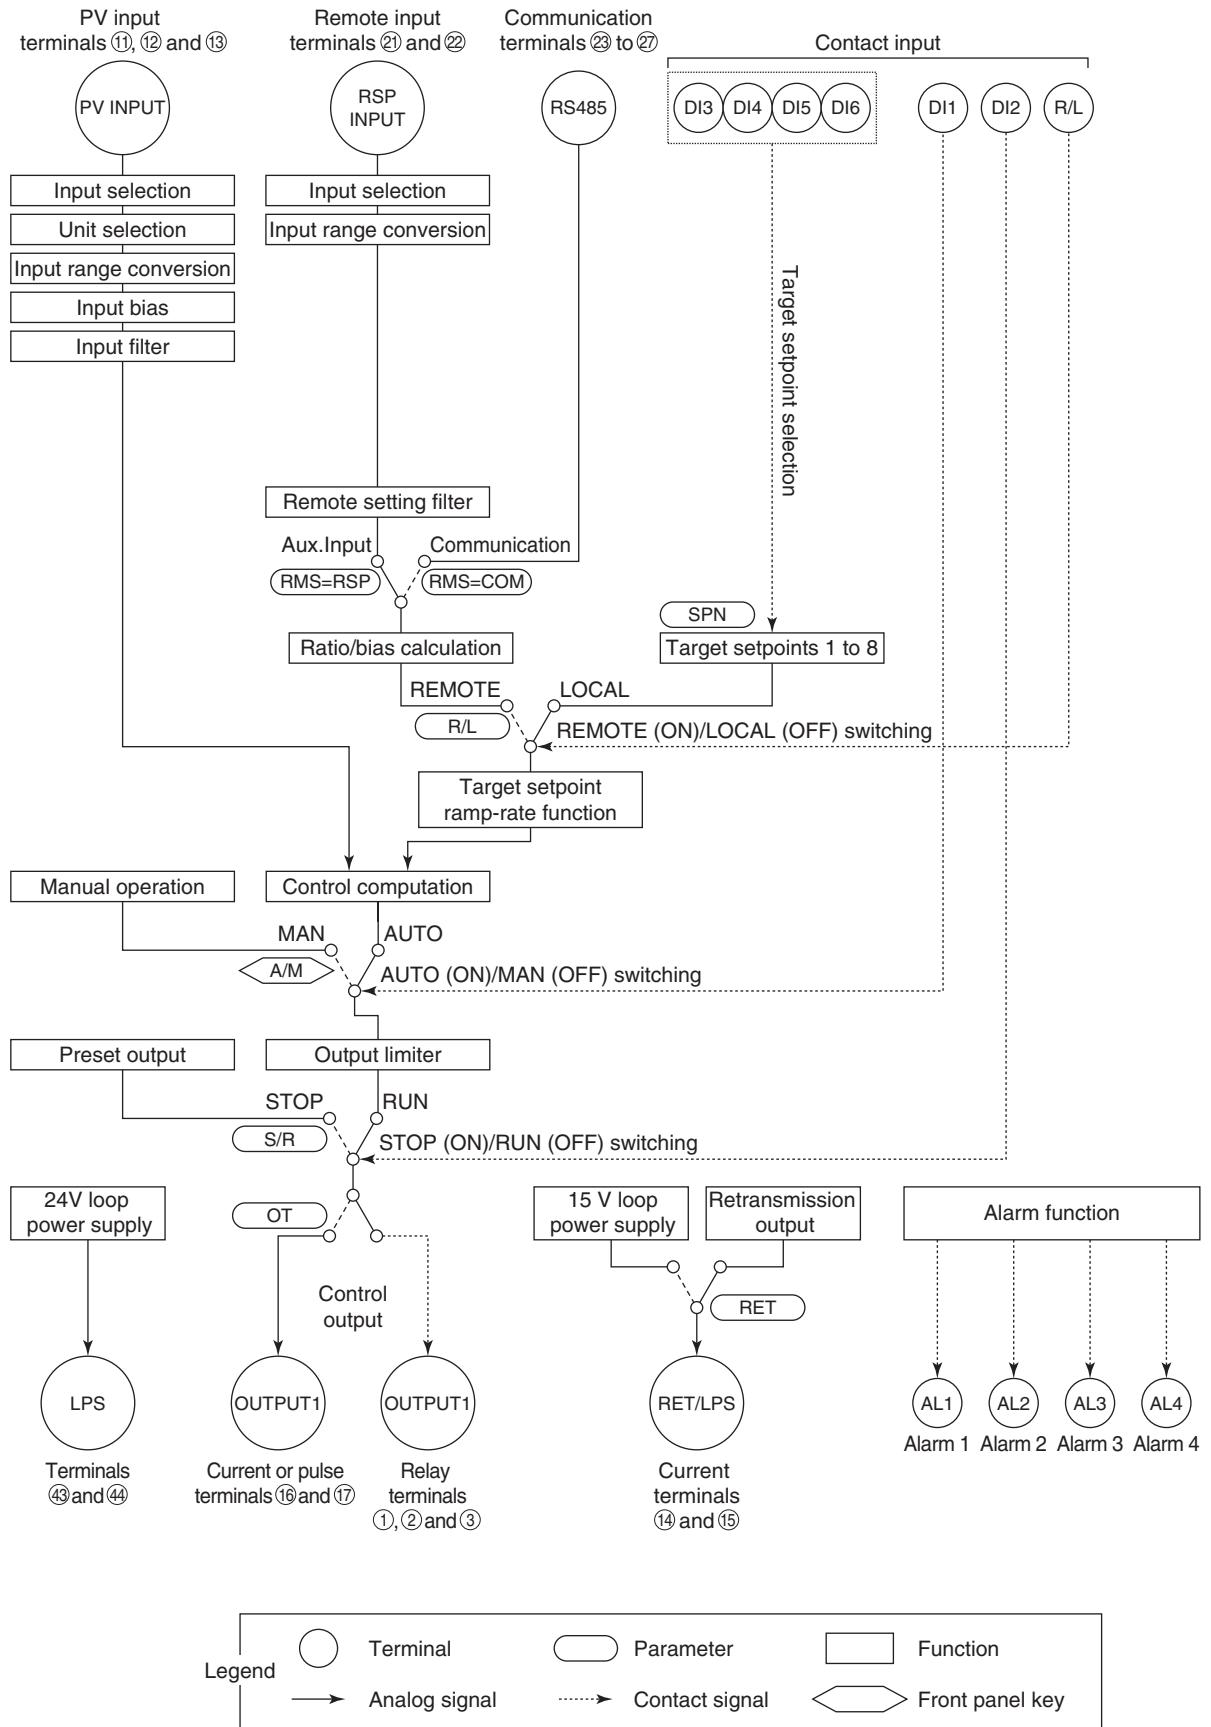 PV input
terminals ⑪, ⑫ and ⑬
Remote input
terminals ㉑ and ㉒
Communication
terminals ㉓ to ㉗
Contact input
PV INPUT
RSP
INPUT
RS485
DI3
DI4
DI5
DI6
DI1
DI2
R/L
Input selection
Unit selection
Input range conversion
Input bias
Input filter
Input selection
Input range conversion
Target setpoint selection
Remote setting filter
Aux.Input
Communication
RMS=RSP
RMS=COM
SPN
Ratio/bias calculation
Target setpoints 1 to 8
REMOTE
LOCAL
R/L
REMOTE (ON)/LOCAL (OFF) switching
Target setpoint
ramp-rate function
Manual operation
Control computation
MAN
AUTO
A/M
AUTO (ON)/MAN (OFF) switching
Preset output
Output limiter
STOP
RUN
S/R
STOP (ON)/RUN (OFF) switching
24V loop
power supply
OT
15 V loop
power supply
Retransmission
output
Alarm function
Control
output
RET
LPS
OUTPUT1
OUTPUT1
RET/LPS
AL1
AL2
AL3
AL4
Alarm 1
Alarm 2
Alarm 3
Alarm 4
Terminals
㊸ and ㊹
Current or pulse
terminals ⑯ and ⑰
Relay
terminals
①, ② and ③
Current
terminals
⑭ and ⑮
Legend
Terminal
Parameter
Function
Analog signal
Contact signal
Front panel key